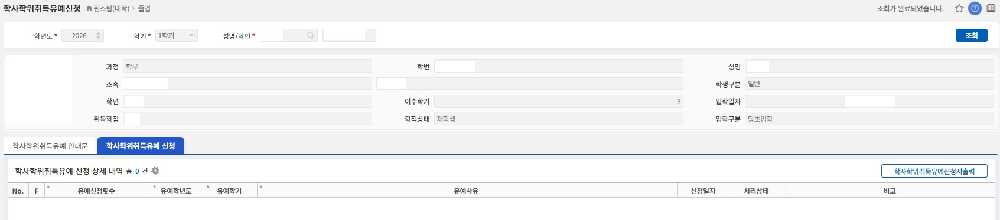 학사학위취득유예신청 원스탑(대학) > 졸업 조회가 완료되었습니다.
학년도 * 2026 학기 * 1학기 성명/학번 * 조회
과정 학부 학번 성명
소속 학생구분 일반
학년 이수학기 3 입학일자
취득학점 학적상태 재학생 입학구분 당초입학
학사학위취득유예 안내문 학사학위취득유예 신청
학사학위취득유예 신청 상세 내역 총 0 건 학사학위취득유예신청서출력
No. F * 유예신청횟수 * 유예학년도 * 유예학기 * 유예사유 신청일자 처리상태 비고